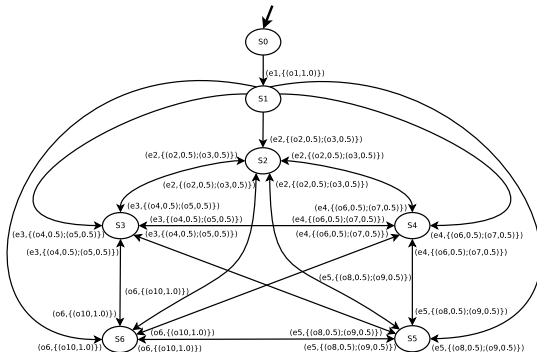 S0
(e1,{(o1,1.0)})
S1
(e2,{(o2,0.5);(o3,0.5)})
(e2,{(o2,0.5);(o3,0.5)}) S2 (e2,{(o2,0.5);(o3,0.5)})
(e2,{(o2,0.5);(o3,0.5)}) (e2,{(o2,0.5);(o3,0.5)})
(e3,{(o4,0.5);(o5,0.5)}) (e4,{(o6,0.5);(o7,0.5)})
(e3,{(o4,0.5);(o5,0.5)}) (e4,{(o6,0.5);(o7,0.5)})
S3 S4
(e3,{(o4,0.5);(o5,0.5)}) (e3,{(o4,0.5);(o5,0.5)}) (e4,{(o6,0.5);(o7,0.5)}) (e4,{(o6,0.5);(o7,0.5)})
(e3,{(o4,0.5);(o5,0.5)}) (e4,{(o6,0.5);(o7,0.5)})
(e5,{(o8,0.5);(o9,0.5)})
(o6,{(o10,1.0)})
(o6,{(o10,1.0)}) (e5,{(o8,0.5);(o9,0.5)})
(o6,{(o10,1.0)}) (e5,{(o8,0.5);(o9,0.5)})
S6 S5
(o6,{(o10,1.0)}) (o6,{(o10,1.0)}) (e5,{(o8,0.5);(o9,0.5)}) (e5,{(o8,0.5);(o9,0.5)})